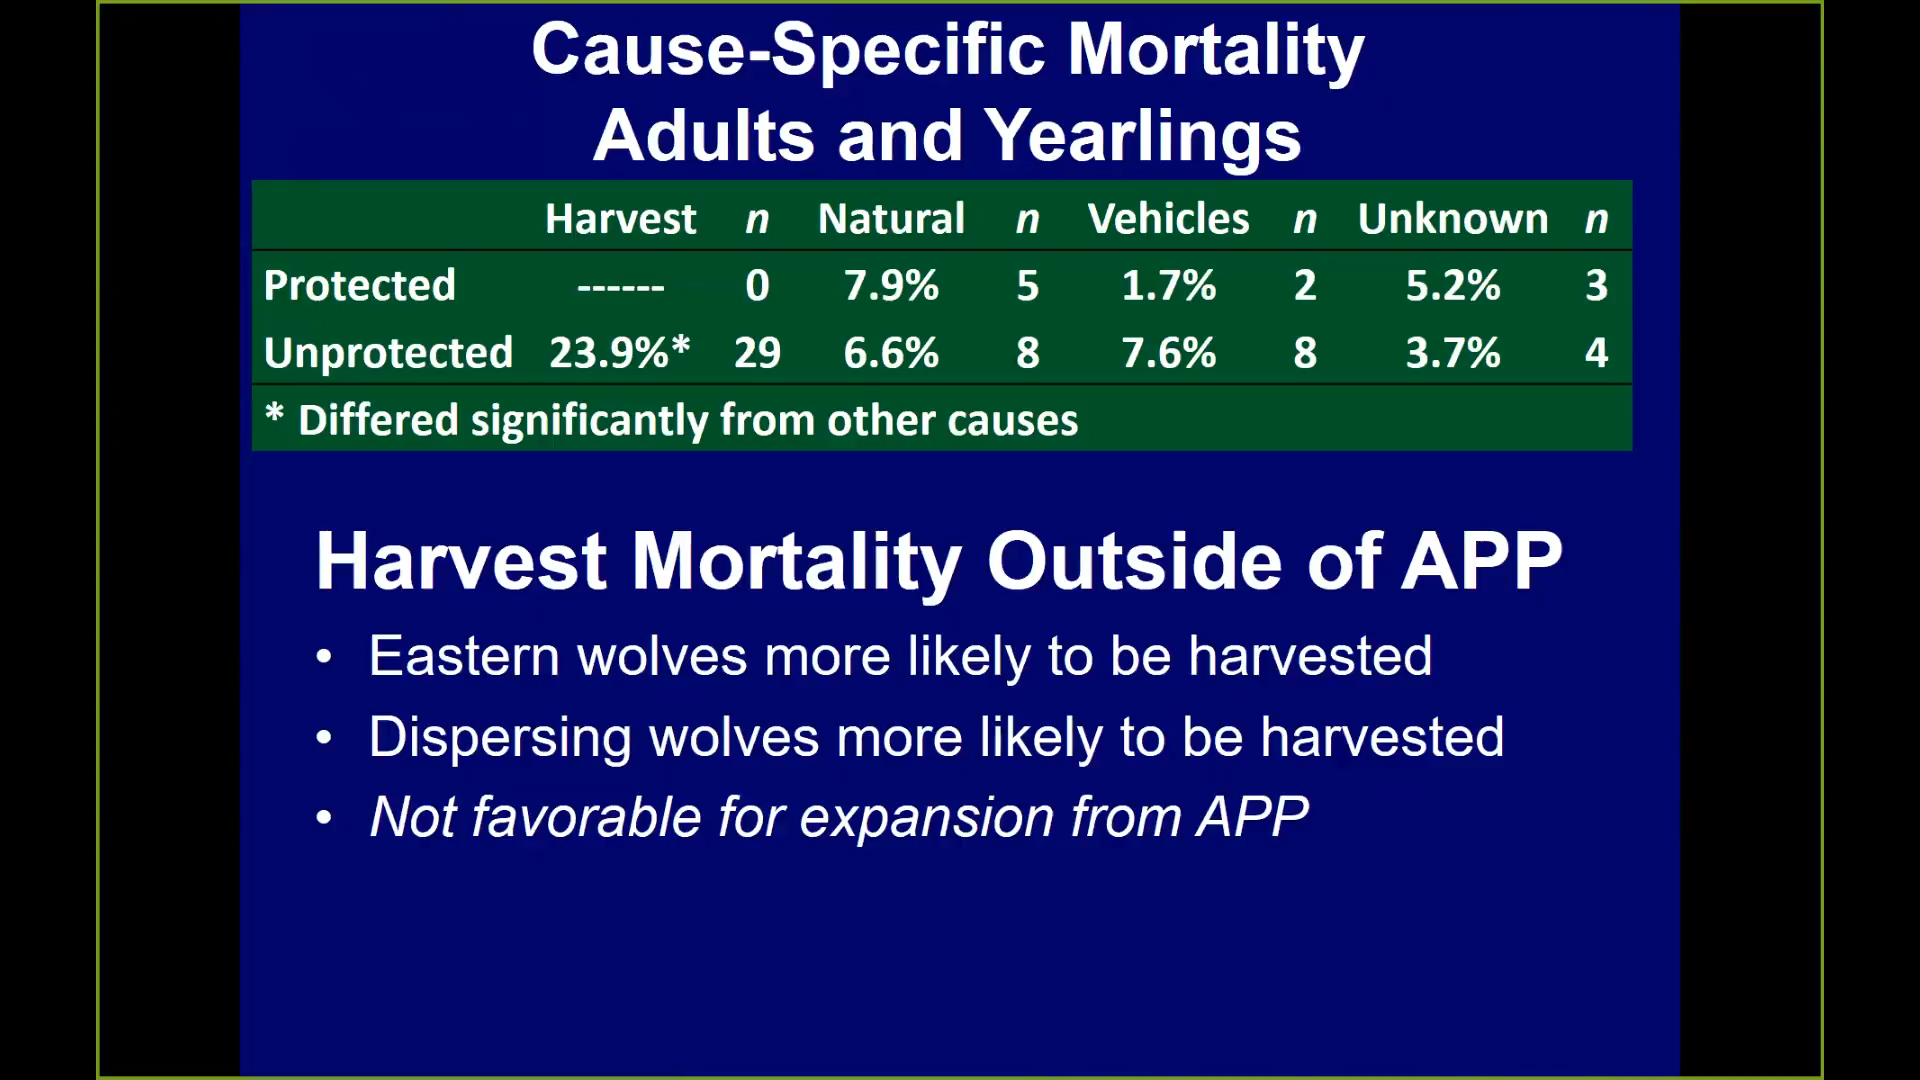 Cause-Specific Mortality
Adults and Yearlings
Harvest n Natural n Vehicles n Unknown n
Protected ------ 0 7.9% 5 1.7% 2 5.2% 3
Unprotected 23.9%* 29 6.6% 8 7.6% 8 3.7% 4
* Differed significantly from other causes
Harvest Mortality Outside of APP
• Eastern wolves more likely to be harvested
• Dispersing wolves more likely to be harvested
• Not favorable for expansion from APP